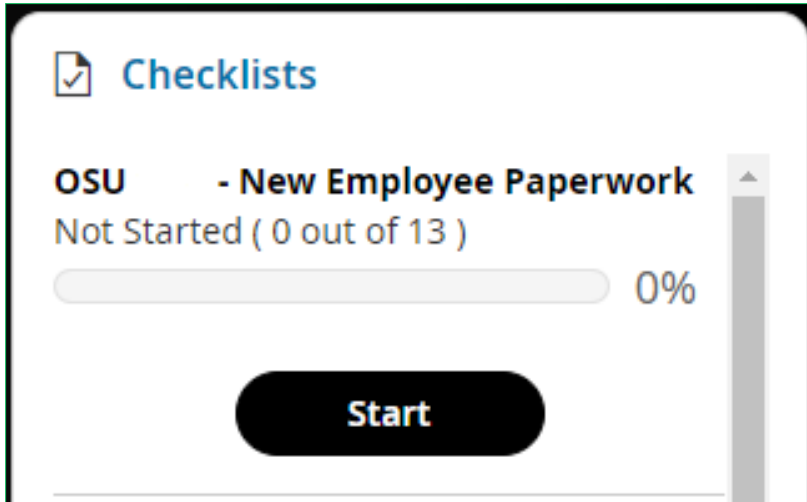 Checklists
OSU - New Employee Paperwork
Not Started ( 0 out of 13 )
0%
Start